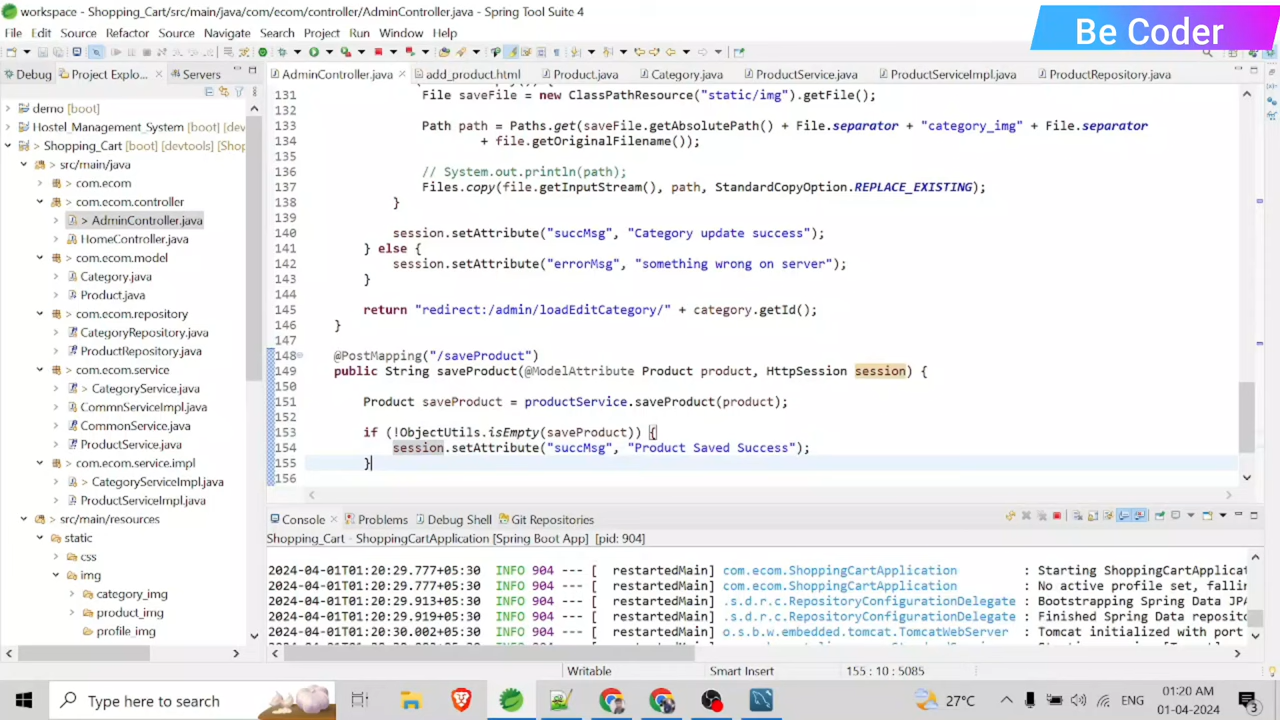 workspace - Shopping_Cart/src/main/java/com/ecom/controller/AdminController.java - Spring Tool Suite 4
Be Coder
File Edit Source Refactor Source Navigate Search Project Run Window Help
Debug Project Explo... Servers
AdminController.java add_product.html Product.java Category.java ProductService.java ProductServiceImpl.java ProductRepository.java
demo [boot]
Hostel_Management_System [boot] [dev
> Shopping_Cart [boot] [devtools] [Shop
> src/main/java
> com.ecom
> com.ecom.controller
> AdminController.java
> HomeController.java
> com.ecom.model
> Category.java
> Product.java
> com.ecom.repository
> CategoryRepository.java
> ProductRepository.java
> com.ecom.service
> CategoryService.java
> CommnServiceImpl.java
> CommonService.java
> ProductService.java
> com.ecom.service.impl
> CategoryServiceImpl.java
> ProductServiceImpl.java
> src/main/resources
static
css
img
> category_img
> product_img
> profile_img
131 File saveFile = new ClassPathResource("static/img").getFile();
132
133 Path path = Paths.get(saveFile.getAbsolutePath() + File.separator + "category_img" + File.separator
134 + file.getOriginalFilename());
135
136 // System.out.println(path);
137 Files.copy(file.getInputStream(), path, StandardCopyOption.REPLACE_EXISTING);
138 }
139
140 session.setAttribute("succMsg", "Category update success");
141 } else {
142 session.setAttribute("errorMsg", "something wrong on server");
143 }
144
145 return "redirect:/admin/loadEditCategory/" + category.getId();
146 }
147
148 @PostMapping("/saveProduct")
149 public String saveProduct(@ModelAttribute Product product, HttpSession session) {
150
151 Product saveProduct = productService.saveProduct(product);
152
153 if (!ObjectUtils.isEmpty(saveProduct)) {
154 session.setAttribute("succMsg", "Product Saved Success");
155 }
156
Console Problems Debug Shell Git Repositories
Shopping_Cart - ShoppingCartApplication [Spring Boot App] [pid: 904]
2024-04-01T01:20:29.777+05:30 INFO 904 --- [ restartedMain] com.ecom.ShoppingCartApplication : Starting ShoppingCartApplicat
2024-04-01T01:20:29.777+05:30 INFO 904 --- [ restartedMain] com.ecom.ShoppingCartApplication : No active profile set, fallin
2024-04-01T01:20:29.913+05:30 INFO 904 --- [ restartedMain] .s.d.r.c.RepositoryConfigurationDelegate : Bootstrapping Spring Data JPA
2024-04-01T01:20:29.919+05:30 INFO 904 --- [ restartedMain] .s.d.r.c.RepositoryConfigurationDelegate : Finished Spring Data reposito
2024-04-01T01:20:30.002+05:30 INFO 904 --- [ restartedMain] o.s.b.w.embedded.tomcat.TomcatWebServer : Tomcat initialized with port
Writable Smart Insert 155 : 10 : 5085
Type here to search
27°C ENG 01:20 AM
01-04-2024
3